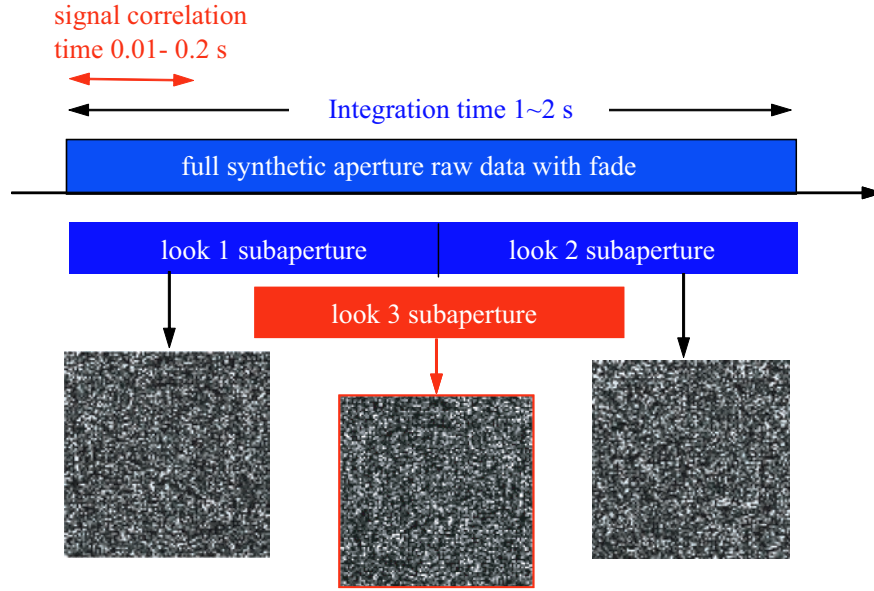 signal correlation
time 0.01- 0.2 s
Integration time 1~2 s
full synthetic aperture raw data with fade
look 1 subaperture
look 2 subaperture
look 3 subaperture